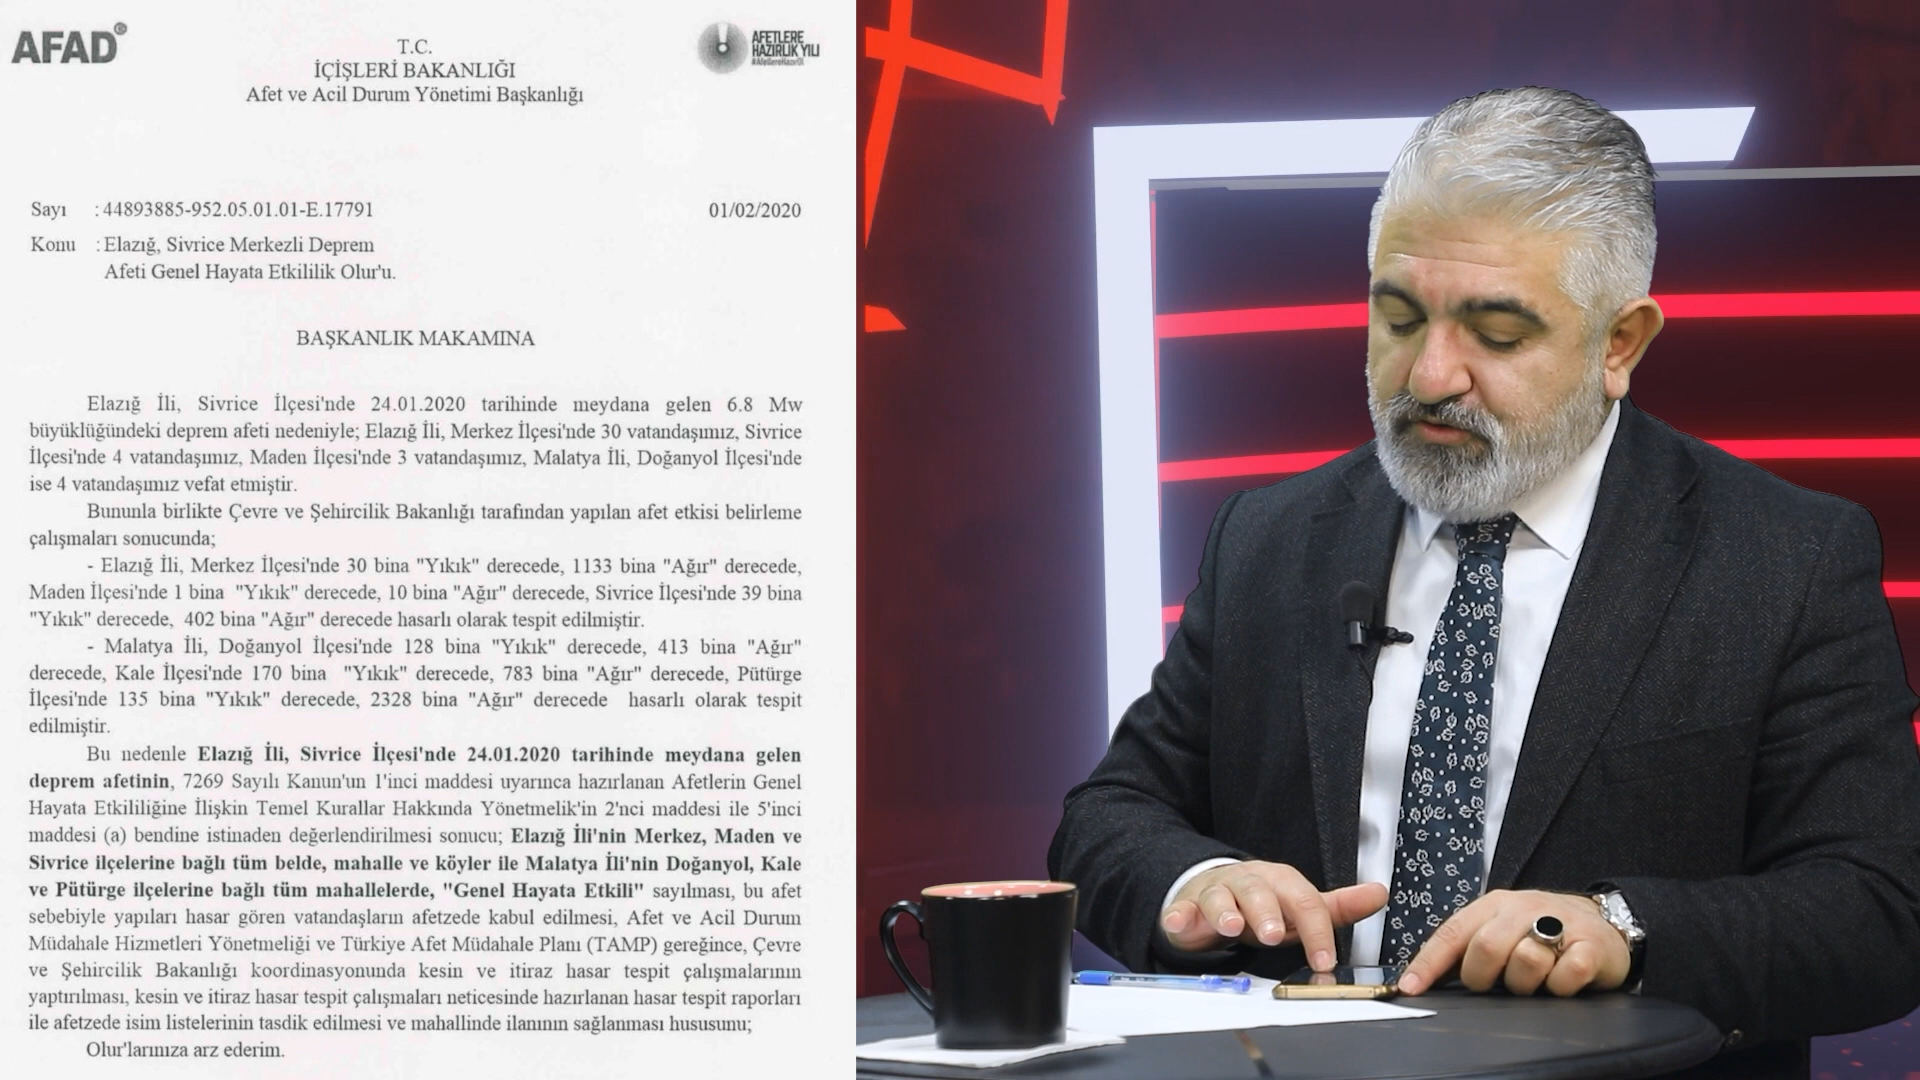 AFAD
T.C.
İÇİŞLERİ BAKANLIĞI
Afet ve Acil Durum Yönetimi Başkanlığı
AFETLERE
HAZIRLIK YILI
#AfetlereHazırOl
Sayı : 44893885-952.05.01.01-E.17791
01/02/2020
Konu : Elazığ, Sivrice Merkezli Deprem
Afeti Genel Hayata Etkililik Olur'u.
BAŞKANLIK MAKAMINA
Elazığ İli, Sivrice İlçesi'nde 24.01.2020 tarihinde meydana gelen 6.8 Mw
büyüklüğündeki deprem afeti nedeniyle; Elazığ İli, Merkez İlçesi'nde 30 vatandaşımız, Sivrice
İlçesi'nde 4 vatandaşımız, Maden İlçesi'nde 3 vatandaşımız, Malatya İli, Doğanyol İlçesi'nde
ise 4 vatandaşımız vefat etmiştir.
Bununla birlikte Çevre ve Şehircilik Bakanlığı tarafından yapılan afet etkisi belirleme
çalışmaları sonucunda;
- Elazığ İli, Merkez İlçesi'nde 30 bina "Yıkık" derecede, 1133 bina "Ağır" derecede,
Maden İlçesi'nde 1 bina "Yıkık" derecede, 10 bina "Ağır" derecede, Sivrice İlçesi'nde 39 bina
"Yıkık" derecede, 402 bina "Ağır" derecede hasarlı olarak tespit edilmiştir.
- Malatya İli, Doğanyol İlçesi'nde 128 bina "Yıkık" derecede, 413 bina "Ağır"
derecede, Kale İlçesi'nde 170 bina "Yıkık" derecede, 783 bina "Ağır" derecede, Pütürge
İlçesi'nde 135 bina "Yıkık" derecede, 2328 bina "Ağır" derecede hasarlı olarak tespit
edilmiştir.
Bu nedenle Elazığ İli, Sivrice İlçesi'nde 24.01.2020 tarihinde meydana gelen
deprem afetinin, 7269 Sayılı Kanun'un 1'inci maddesi uyarınca hazırlanan Afetlerin Genel
Hayata Etkililiğine İlişkin Temel Kurallar Hakkında Yönetmelik'in 2'nci maddesi ile 5'inci
maddesi (a) bendine istinaden değerlendirilmesi sonucu; Elazığ İli'nin Merkez, Maden ve
Sivrice ilçelerine bağlı tüm belde, mahalle ve köyler ile Malatya İli'nin Doğanyol, Kale
ve Pütürge ilçelerine bağlı tüm mahallelerde, "Genel Hayata Etkili" sayılması, bu afet
sebebiyle yapıları hasar gören vatandaşların afetzede kabul edilmesi, Afet ve Acil Durum
Müdahale Hizmetleri Yönetmeliği ve Türkiye Afet Müdahale Planı (TAMP) gereğince, Çevre
ve Şehircilik Bakanlığı koordinasyonunda kesin ve itiraz hasar tespit çalışmalarının
yaptırılması, kesin ve itiraz hasar tespit çalışmaları neticesinde hazırlanan hasar tespit raporları
ile afetzede isim listelerinin tasdik edilmesi ve mahallinde ilanının sağlanması hususunu;
Olur'larınıza arz ederim.